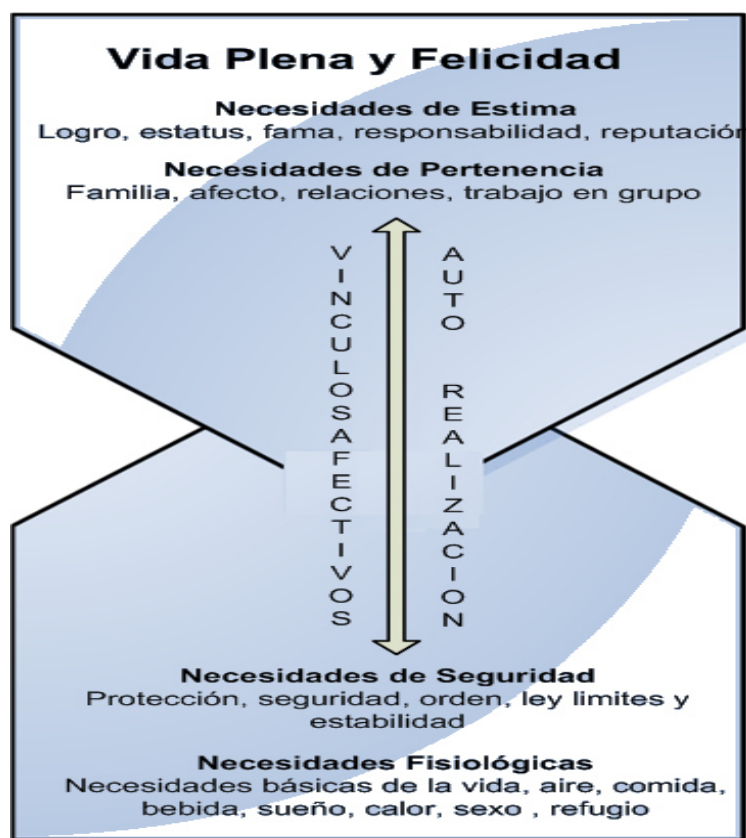 Vida Plena y Felicidad
Necesidades de Estima
Logro, estatus, fama, responsabilidad, reputación
Necesidades de Pertenencia
Familia, afecto, relaciones, trabajo en grupo
VINCULOSAFECTIVOS
AUTO REALIZACION
Necesidades de Seguridad
Protección, seguridad, orden, ley limites y
estabilidad
Necesidades Fisiológicas
Necesidades básicas de la vida, aire, comida,
bebida, sueño, calor, sexo , refugio